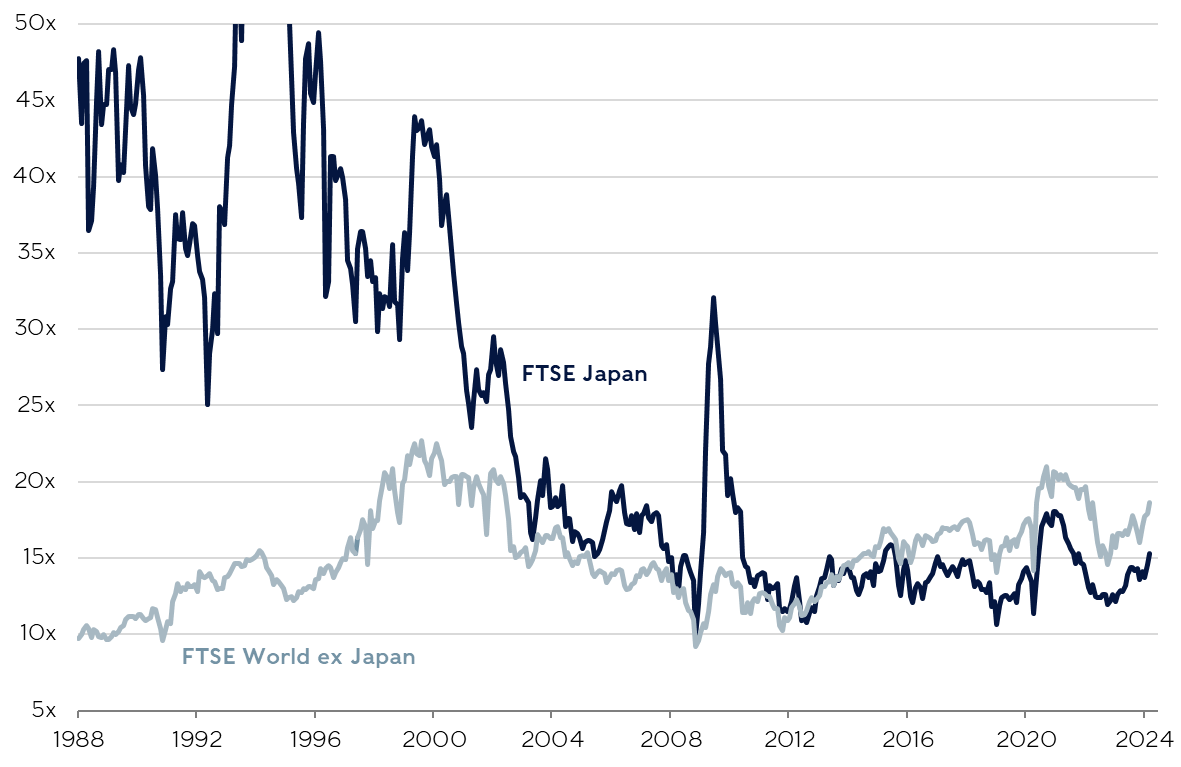 50x
45x
40x
35x
30x
FTSE Japan
25x
20x
15x
10x
FTSE World ex Japan
5x
1988 1992 1996 2000 2004 2008 2012 2016 2020 2024